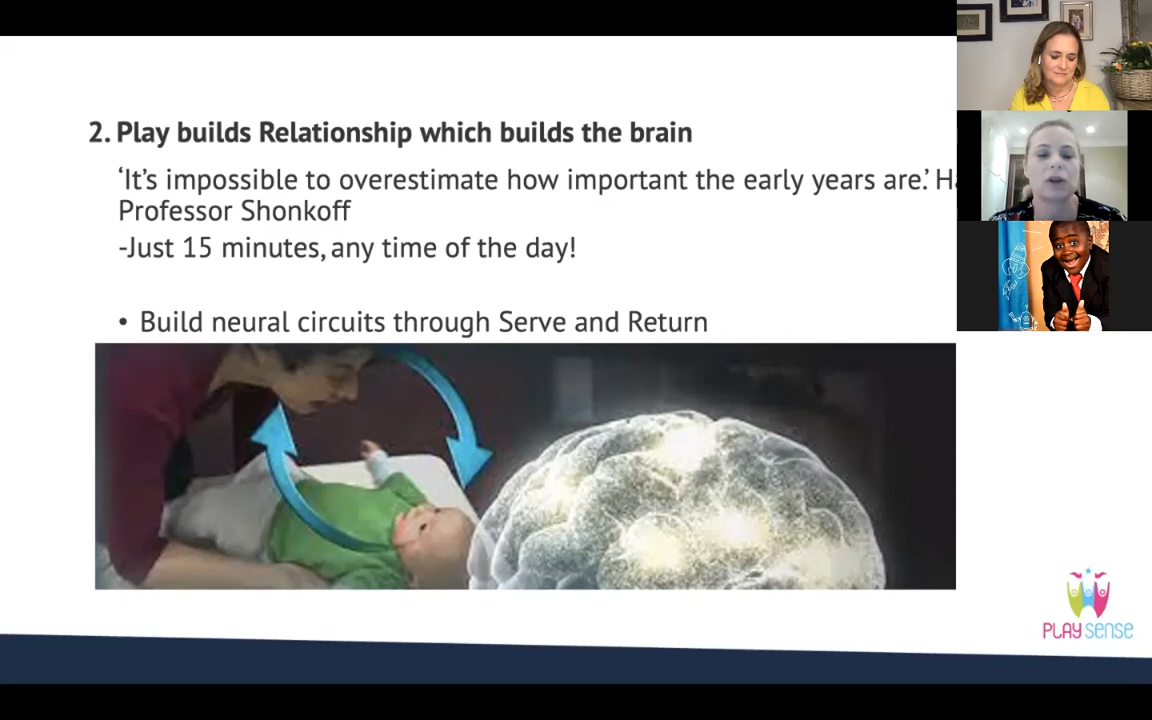 2. Play builds Relationship which builds the brain
‘It’s impossible to overestimate how important the early years are.’
Professor Shonkoff
-Just 15 minutes, any time of the day!
• Build neural circuits through Serve and Return
PLAY SENSE